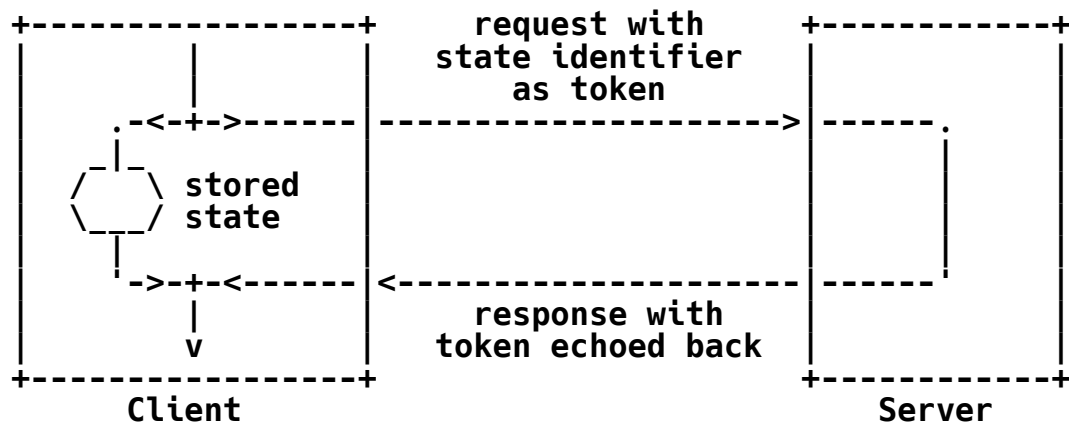 request with
state identifier
as token
stored
state
response with
token echoed back
v
Client
Server